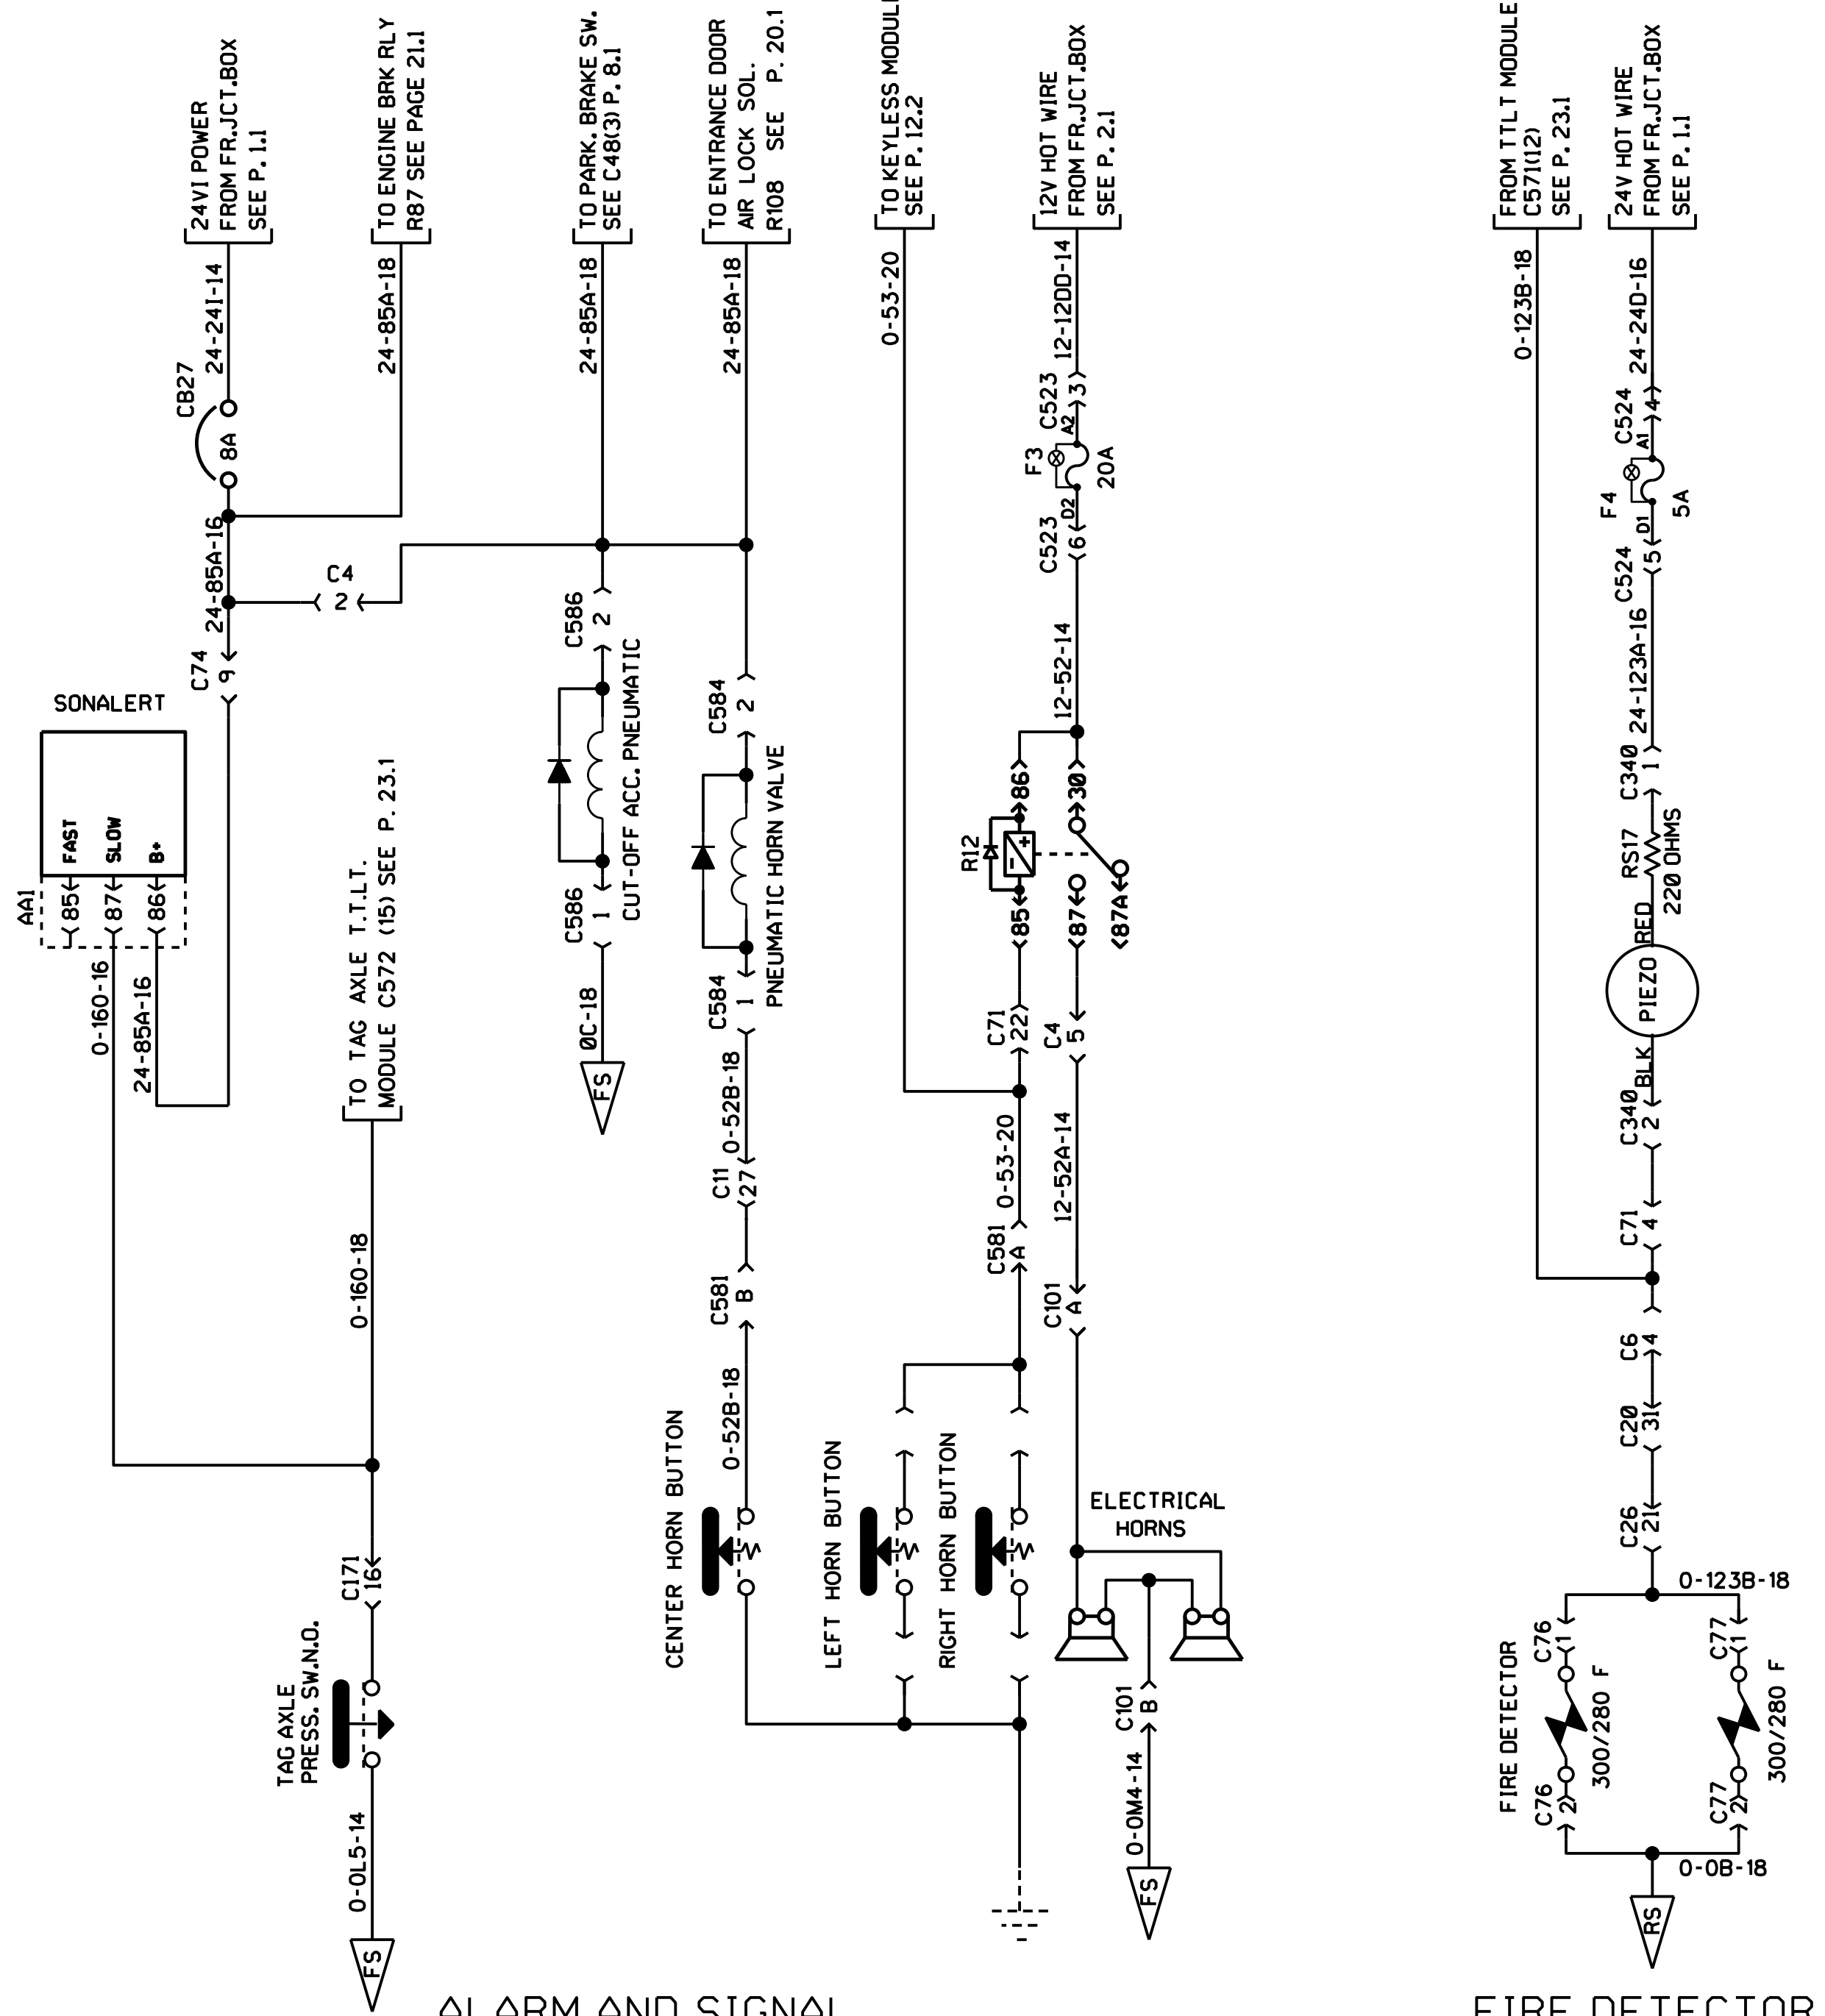 24VI POWER
FROM FR.JCT.BOX
SEE P. 1.1
TO ENGINE BRK RLY
R87 SEE PAGE 21.1
TO PARK. BRAKE SW.
SEE C48(3) P. 8.1
TO ENTRANCE DOOR
AIR LOCK SOL.
R108 SEE P. 20.1
TO KEYLESS MODULE
SEE P. 12.2
12V HOT WIRE
FROM FR.JCT.BOX
SEE P. 2.1
FROM TTLT MODULE
C571(12)
SEE P. 23.1
24V HOT WIRE
FROM FR.JCT.BOX
SEE P. 1.1
24-24I-14
24-85A-18
24-85A-18
24-85A-18
0-53-20
12-12DD-14
0-123B-18
24-24D-16
CB27
8A
C523
3
A2
F3
20A
D2
C523
6
C524
4
A1
F4
5A
D1
C524
5
24-85A-16
C4
2
C74
9
C586
2
CUT-OFF ACC. PNEUMATIC
C586
1
0C-18
FS
C584
2
PNEUMATIC HORN VALVE
C584
1
0-52B-18
C11
27
C581
B
0-52B-18
CENTER HORN BUTTON
SONALERT
FAST
SLOW
B+
AA1
85
87
86
0-160-16
24-85A-16
TO TAG AXLE T.T.LT.
MODULE C572 (15) SEE P. 23.1
0-160-18
C171
16
TAG AXLE
PRESS. SW.N.O.
0-0L5-14
FS
12-52-14
86
30
R12
+
-
85
87
87A
C71
22
C4
5
0-53-20
12-52A-14
C581
A
C101
A
LEFT HORN BUTTON
RIGHT HORN BUTTON
ELECTRICAL
HORNS
C101
B
0-0M4-14
FS
24-123A-16
C340
1
RS17
220 OHMS
RED
PIEZO
BLK
C340
2
C71
4
C6
4
C20
31
C26
21
0-123B-18
FIRE DETECTOR
C76
1
300/280 F
C76
2
C77
1
300/280 F
C77
2
0-0B-18
RS
ALARM AND SIGNAL
FIRE DETECTOR